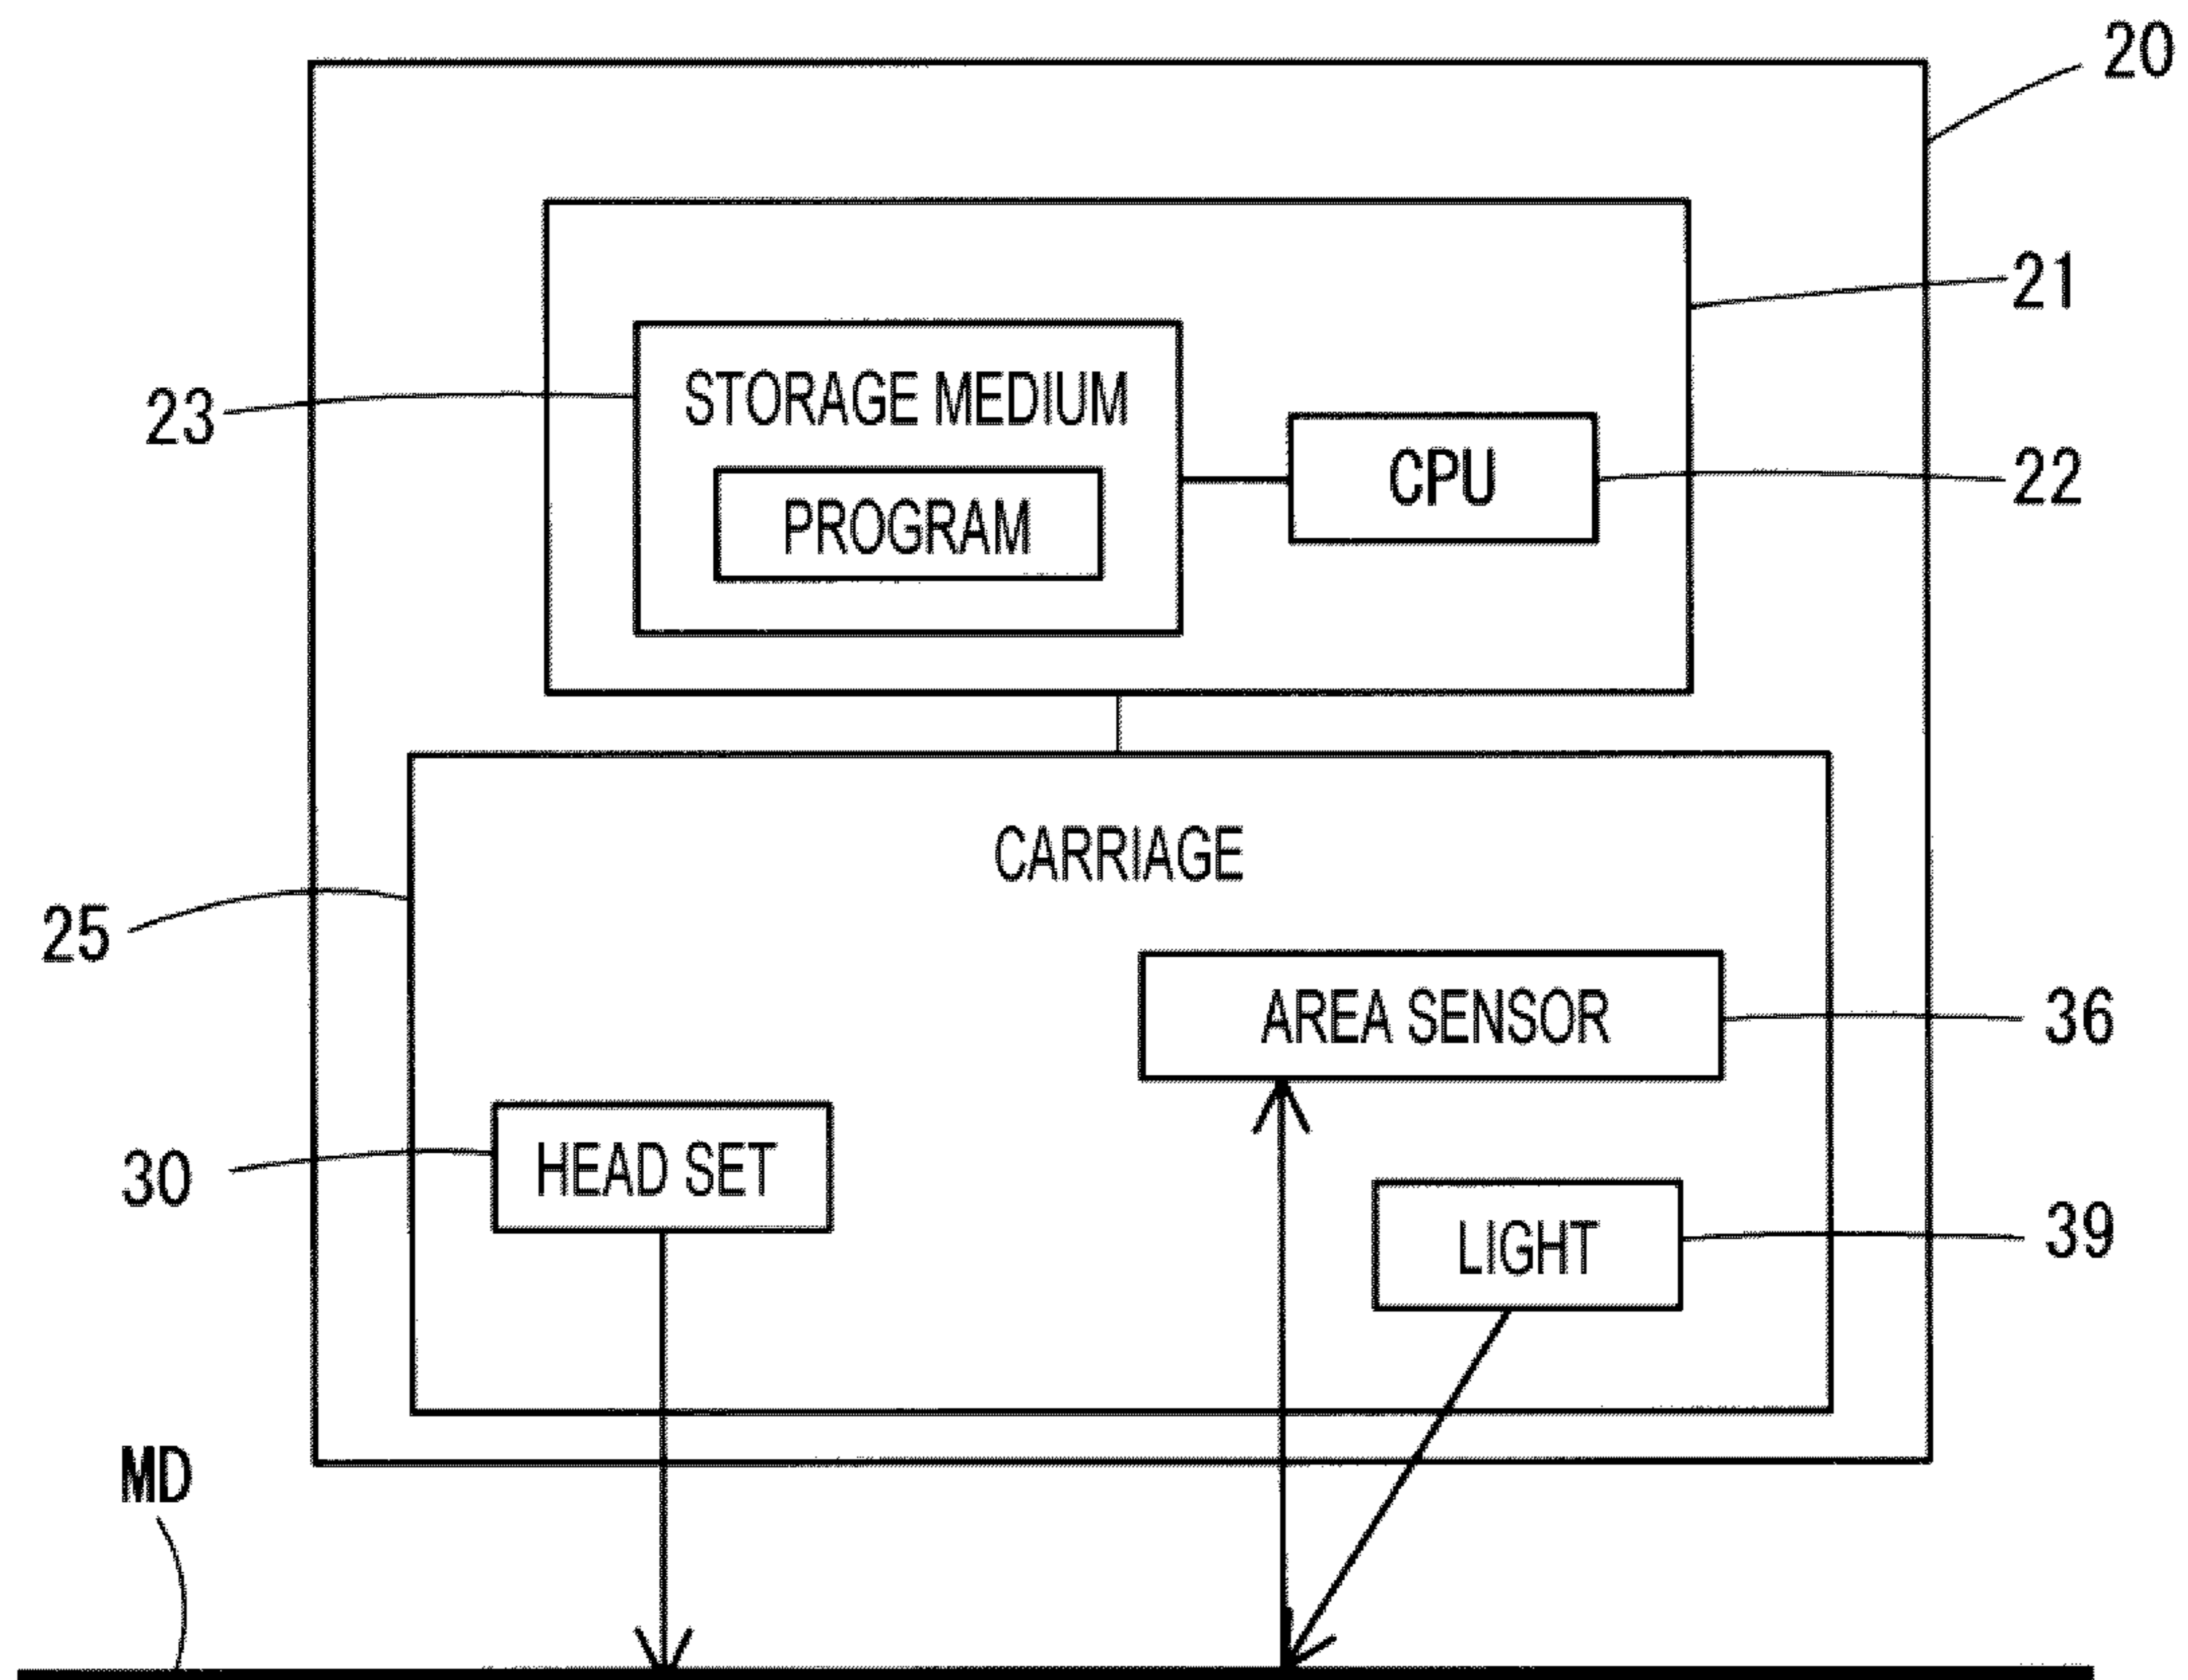 20
21
23
STORAGE MEDIUM
CPU
22
PROGRAM
CARRIAGE
25
AREA SENSOR
36
30
HEAD SET
LIGHT
39
MD